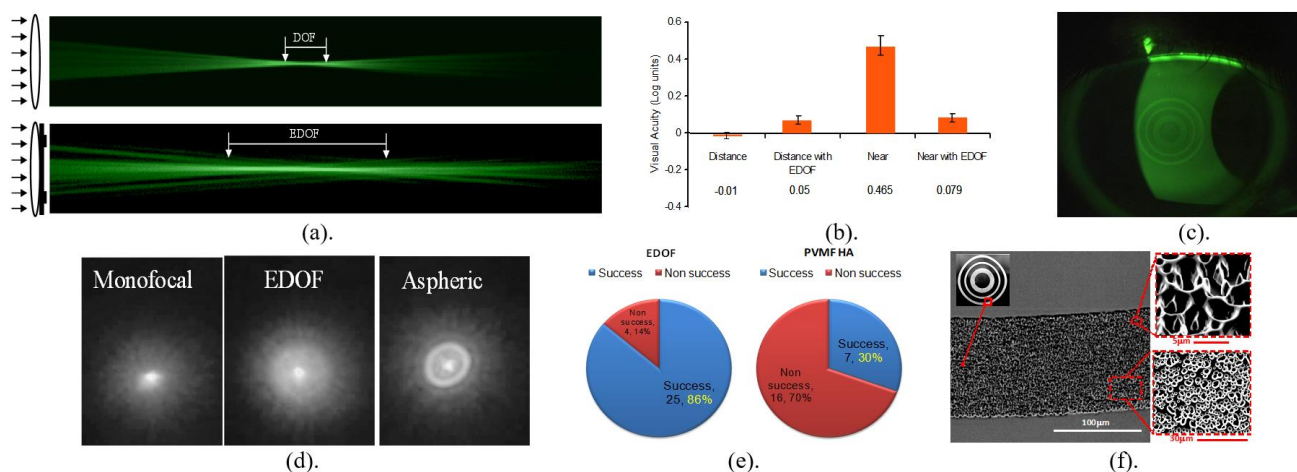 DOF
EDOF
(a).
Visual Acuity (Log units)
0.6
0.4
0.2
0
-0.2
-0.4
Distance
Distance with
EDOF
Near
Near with EDOF
-0.01
0.05
0.465
0.079
(b).
(c).
Monofocal
EDOF
Aspheric
(d).
EDOF
Success
Non success
Non
success,
4, 14%
Success,
25, 86%
PVMF HA
Success
Non success
Success,
7, 30%
Non
success,
16, 70%
(e).
100µm
5µm
30µm
(f).